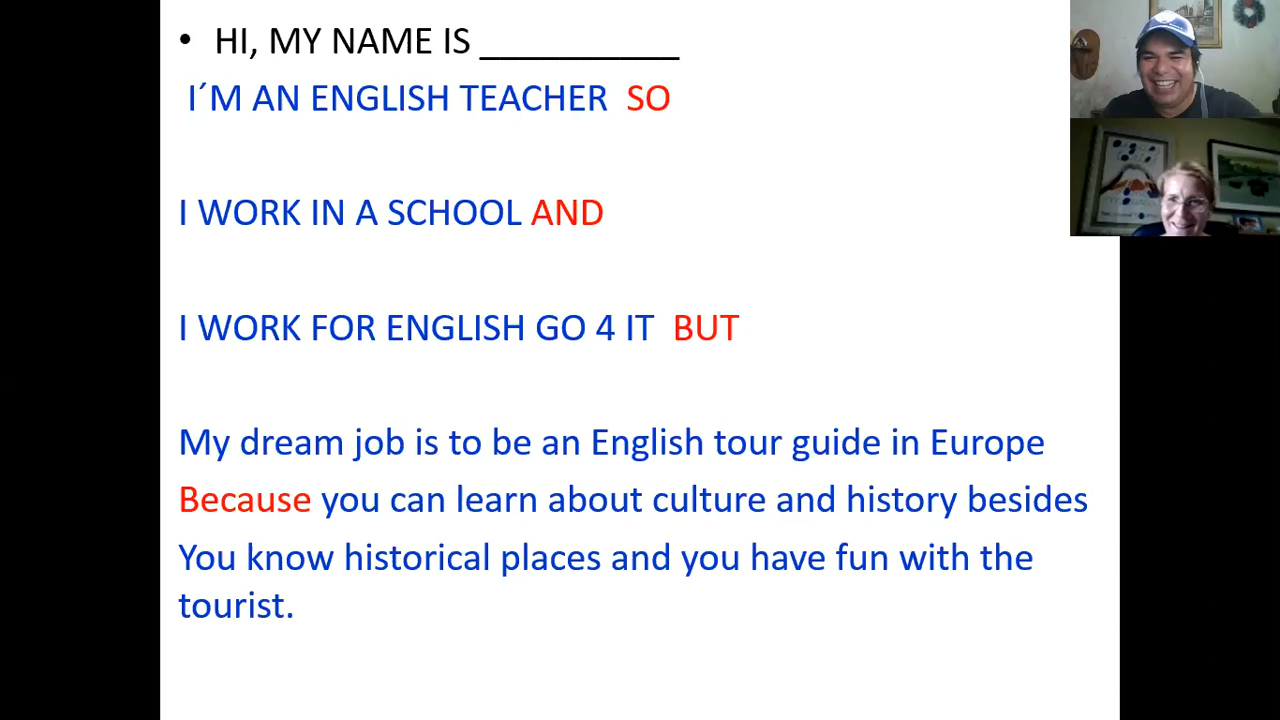 • HI, MY NAME IS __________
I´M AN ENGLISH TEACHER SO
I WORK IN A SCHOOL AND
I WORK FOR ENGLISH GO 4 IT BUT
My dream job is to be an English tour guide in Europe
Because you can learn about culture and history besides
You know historical places and you have fun with the
tourist.